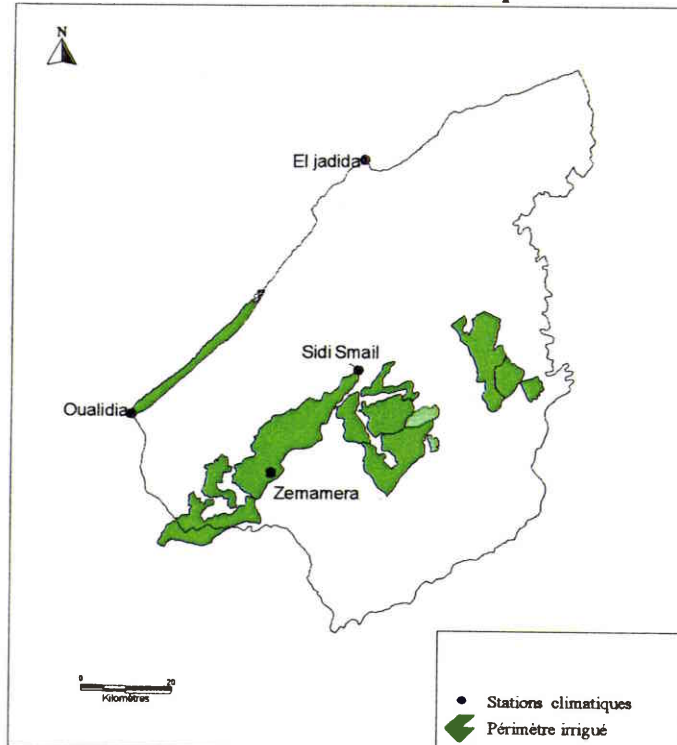 N
El jadida
Sidi Smail
Oualidia
Zemamera
0 20
Kilomètres
Stations climatiques
Périmètre irrigué